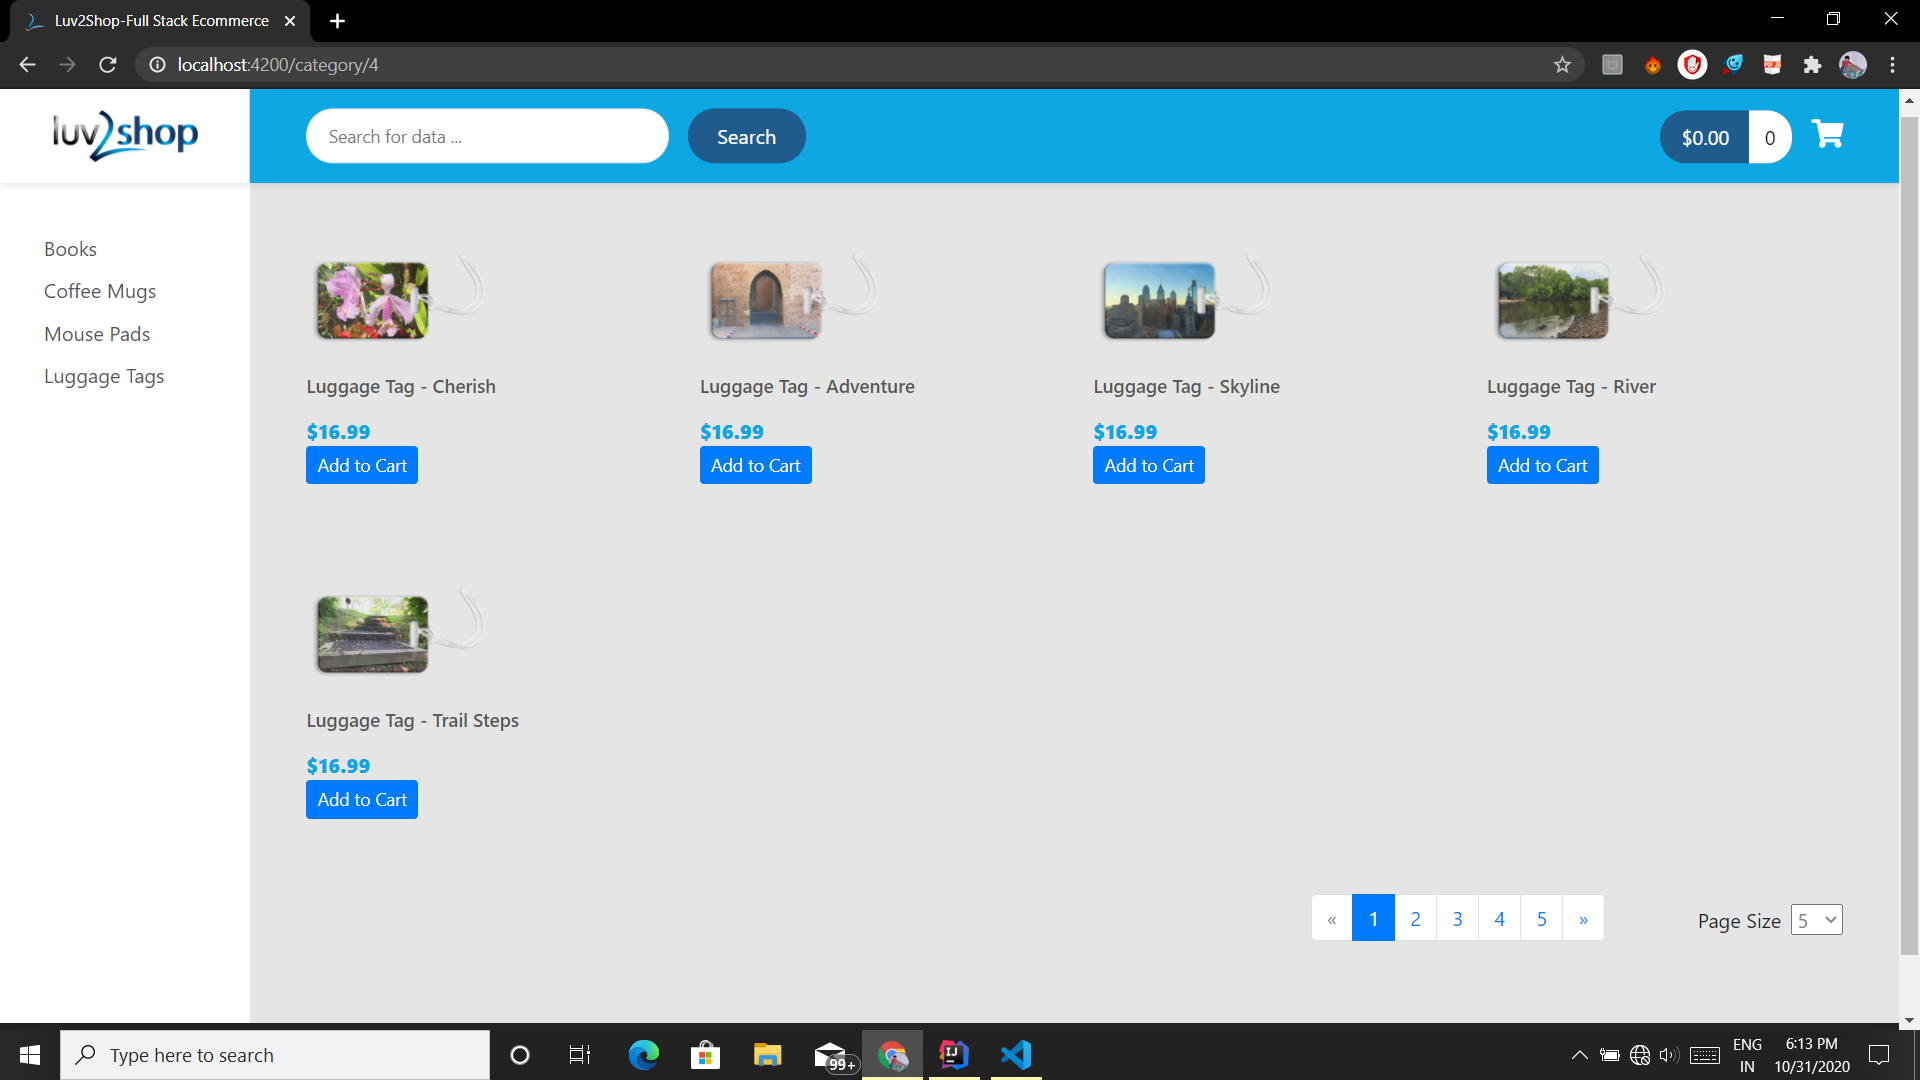 Luv2Shop-Full Stack Ecommerce
localhost:4200/category/4
luv2shop
Search for data ...
Search
$0.00 0
Books
Coffee Mugs
Mouse Pads
Luggage Tags
Luggage Tag - Cherish
$16.99
Add to Cart
Luggage Tag - Adventure
$16.99
Add to Cart
Luggage Tag - Skyline
$16.99
Add to Cart
Luggage Tag - River
$16.99
Add to Cart
Luggage Tag - Trail Steps
$16.99
Add to Cart
« 1 2 3 4 5 »
Page Size 5
Type here to search
99+
IJ
ENG
IN
6:13 PM
10/31/2020